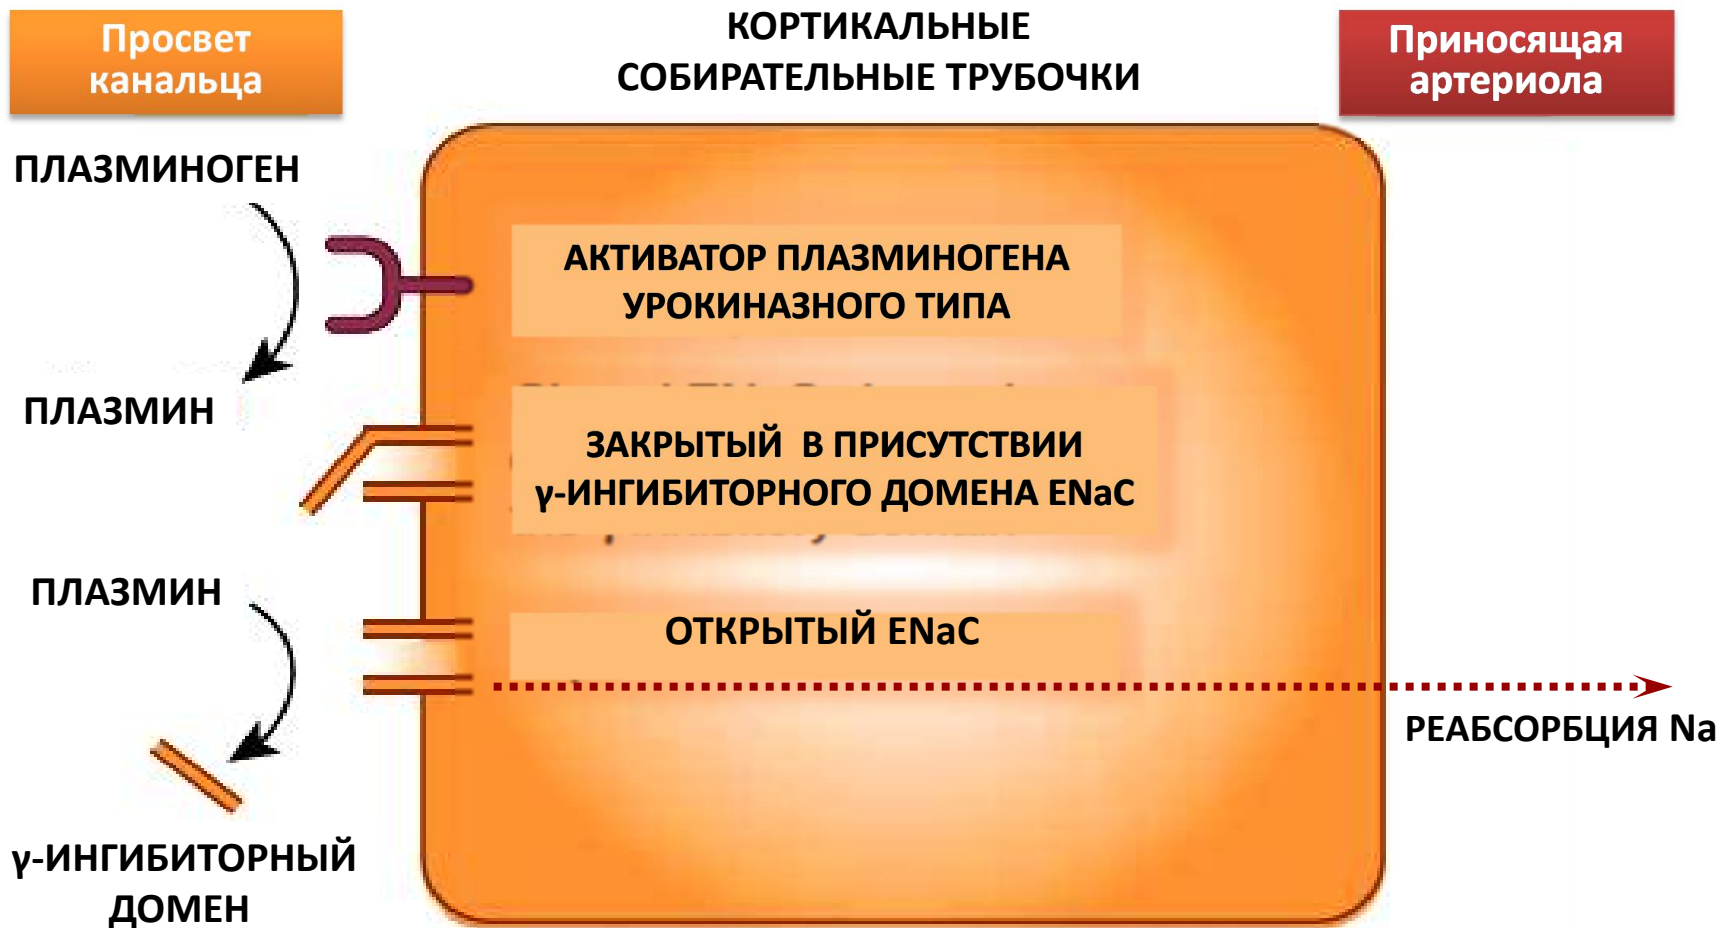 Просвет
канальца
КОРТИКАЛЬНЫЕ
СОБИРАТЕЛЬНЫЕ ТРУБОЧКИ
Приносящая
артериола
ПЛАЗМИНОГЕН
АКТИВАТОР ПЛАЗМИНОГЕНА
УРОКИНАЗНОГО ТИПА
ПЛАЗМИН
ЗАКРЫТЫЙ В ПРИСУТСТВИИ
γ-ИНГИБИТОРНОГО ДОМЕНА ENaC
ПЛАЗМИН
ОТКРЫТЫЙ ENaC
РЕАБСОРБЦИЯ Na
γ-ИНГИБИТОРНЫЙ
ДОМЕН